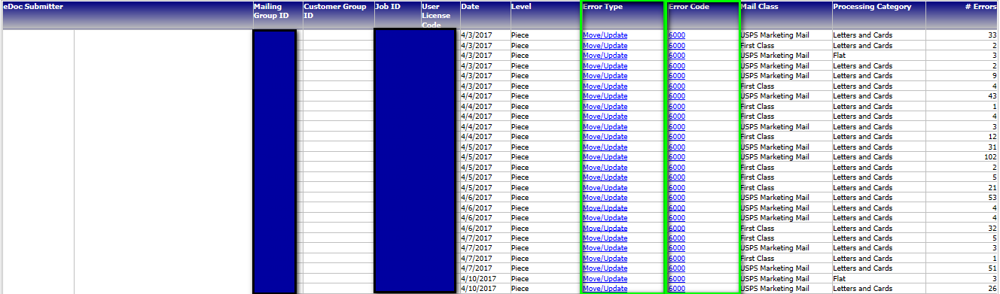 eDoc Submitter Mailing Group ID Customer Group ID Job ID User License Code Date Level Error Type Error Code Mail Class Processing Category # Errors
4/3/2017 Piece Move/Update 6000 USPS Marketing Mail Letters and Cards 33
4/3/2017 Piece Move/Update 6000 First Class Letters and Cards 2
4/3/2017 Piece Move/Update 6000 USPS Marketing Mail Flat 3
4/3/2017 Piece Move/Update 6000 USPS Marketing Mail Letters and Cards 2
4/3/2017 Piece Move/Update 6000 USPS Marketing Mail Letters and Cards 9
4/3/2017 Piece Move/Update 6000 First Class Letters and Cards 4
4/4/2017 Piece Move/Update 6000 USPS Marketing Mail Letters and Cards 43
4/4/2017 Piece Move/Update 6000 First Class Letters and Cards 1
4/4/2017 Piece Move/Update 6000 First Class Letters and Cards 4
4/4/2017 Piece Move/Update 6000 USPS Marketing Mail Letters and Cards 3
4/4/2017 Piece Move/Update 6000 First Class Letters and Cards 12
4/5/2017 Piece Move/Update 6000 USPS Marketing Mail Letters and Cards 31
4/5/2017 Piece Move/Update 6000 USPS Marketing Mail Letters and Cards 102
4/5/2017 Piece Move/Update 6000 First Class Letters and Cards 2
4/5/2017 Piece Move/Update 6000 First Class Letters and Cards 5
4/5/2017 Piece Move/Update 6000 First Class Letters and Cards 21
4/6/2017 Piece Move/Update 6000 USPS Marketing Mail Letters and Cards 53
4/6/2017 Piece Move/Update 6000 USPS Marketing Mail Letters and Cards 4
4/6/2017 Piece Move/Update 6000 USPS Marketing Mail Letters and Cards 4
4/6/2017 Piece Move/Update 6000 First Class Letters and Cards 32
4/7/2017 Piece Move/Update 6000 First Class Letters and Cards 5
4/7/2017 Piece Move/Update 6000 USPS Marketing Mail Letters and Cards 3
4/7/2017 Piece Move/Update 6000 First Class Letters and Cards 1
4/7/2017 Piece Move/Update 6000 USPS Marketing Mail Letters and Cards 51
4/10/2017 Piece Move/Update 6000 USPS Marketing Mail Flat 3
4/10/2017 Piece Move/Update 6000 USPS Marketing Mail Letters and Cards 26